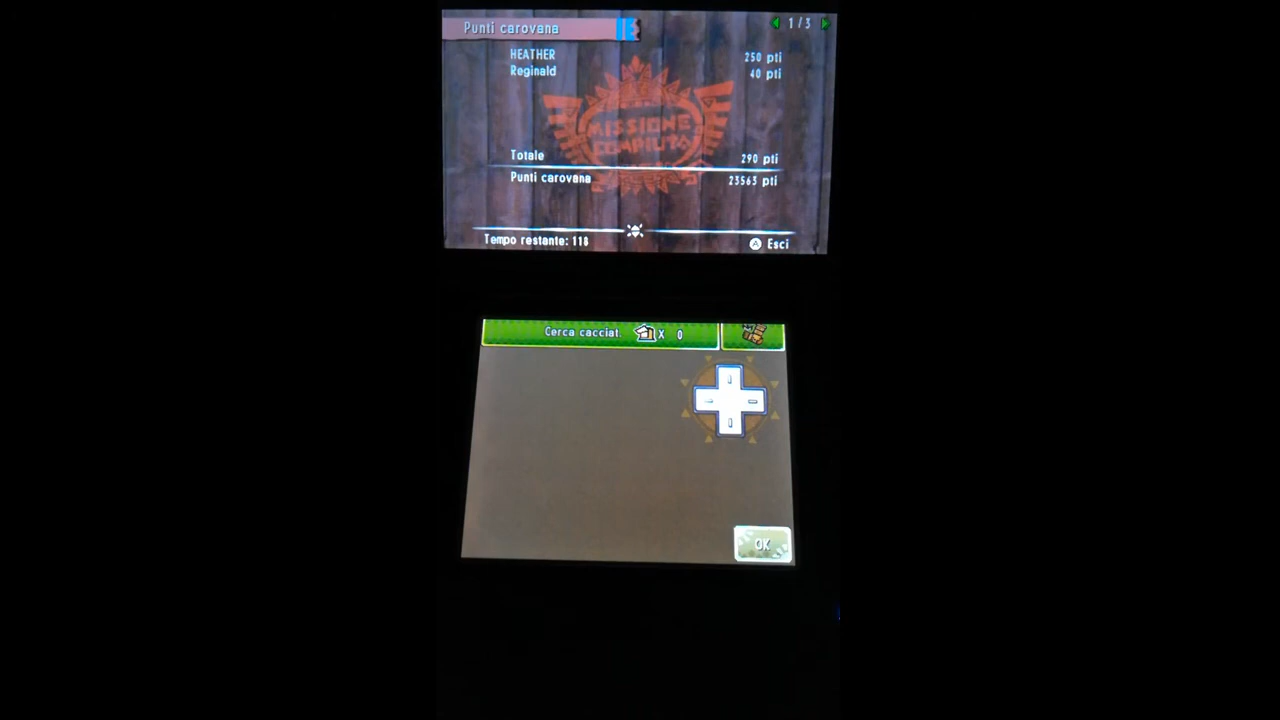 Punti carovana
1/3
HEATHER 250 pti
Reginald 40 pti
MISSIONE
COMPIUTA
Totale 290 pti
Punti carovana 23563 pti
Tempo restante: 118
A Esci
Cerca cacciat. X 0
OK